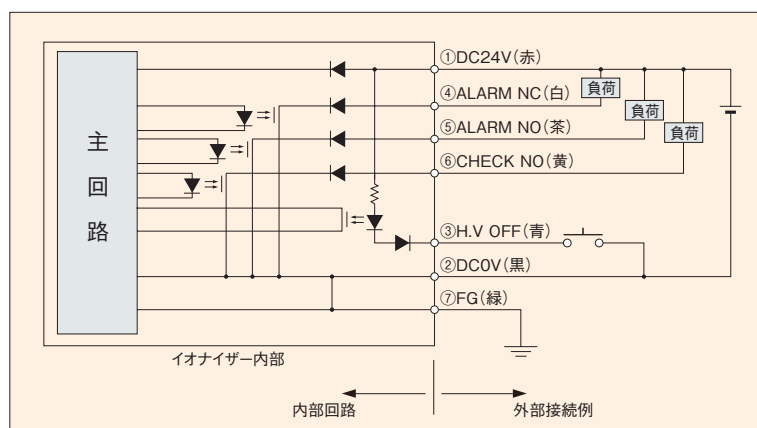 ①DC24V(赤)
④ALARM NC(白)
負荷
⑤ALARM NO(茶)
負荷
⑥CHECK NO(黄)
負荷
主回路
③H.V OFF(青)
②DC0V(黒)
⑦FG(緑)
イオナイザー内部
内部回路
外部接続例